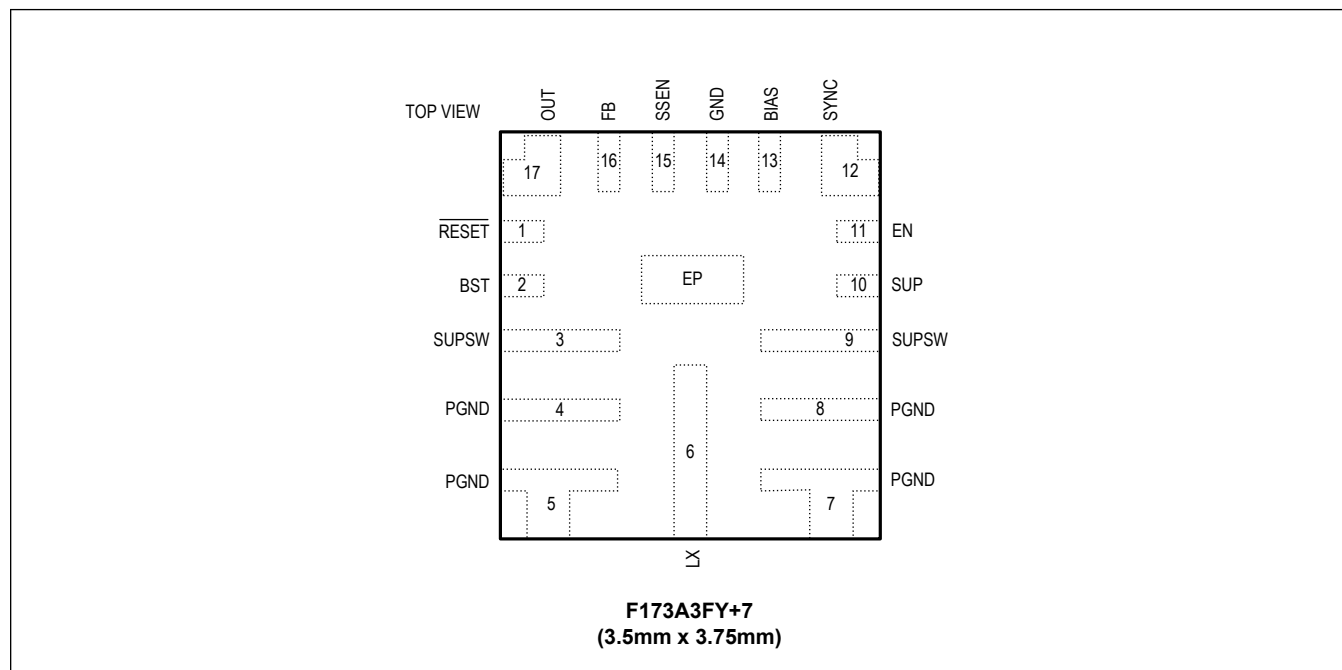 TOP VIEW
OUT
FB
SSEN
GND
BIAS
SYNC
17
16
15
14
13
12
RESET
1
11
EN
BST
2
EP
10
SUP
SUPSW
3
9
SUPSW
PGND
4
8
PGND
6
PGND
5
7
PGND
LX
F173A3FY+7
(3.5mm x 3.75mm)